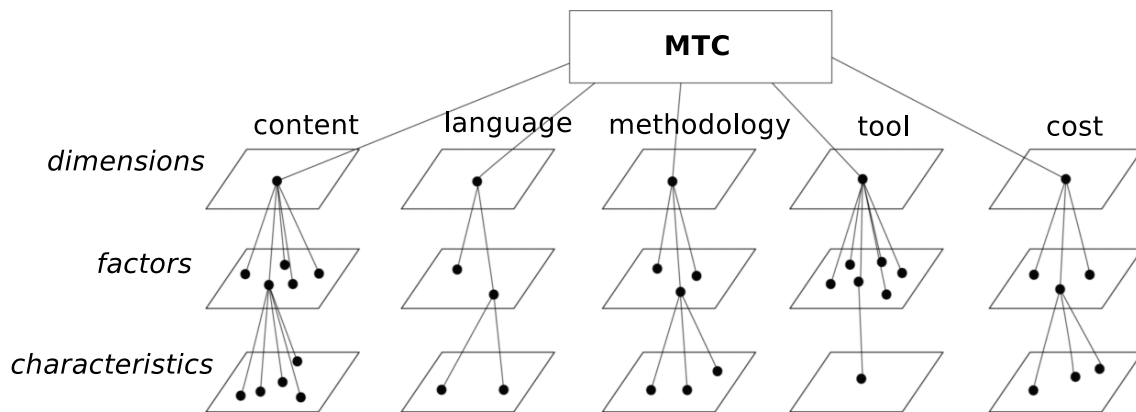 MTC
content
language
methodology
tool
cost
dimensions
factors
characteristics